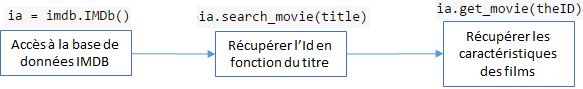 ia = imdb.IMDb()
ia.search_movie(title)
ia.get_movie(theID)
Accès à la base de
données IMDB
Récupérer l'Id en
fonction du titre
Récupérer les
caractéristiques
des films